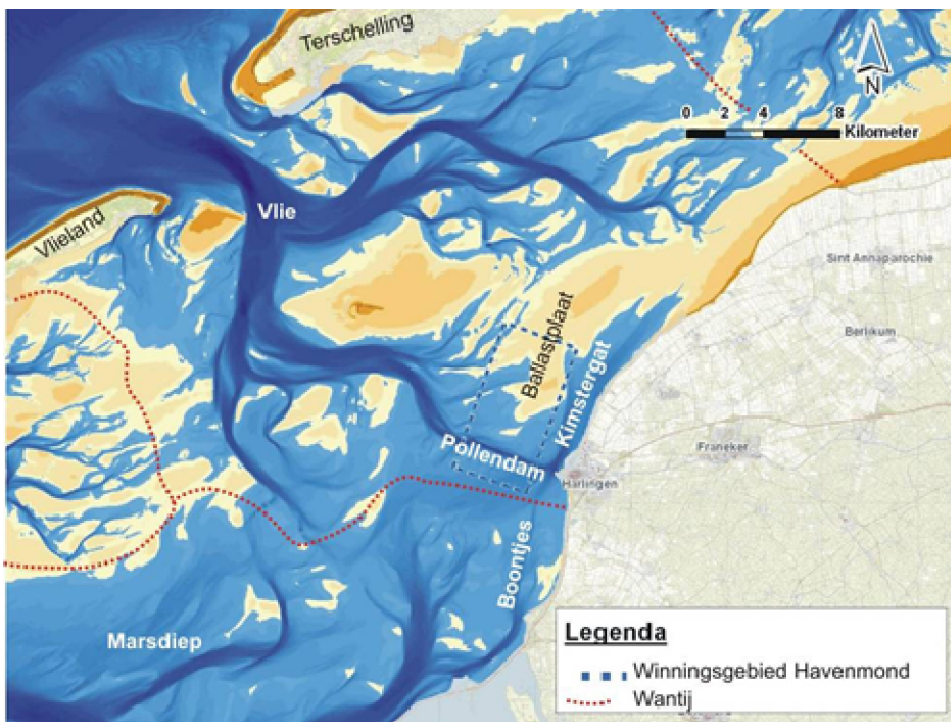 Terschelling
N
0 2 4 8
Kilometer
Vlie
Vlieland
Sint Annaparochie
Berlikum
Ballastplaat
Kimstergat
Franeker
Pollendam
Harlingen
Boontjes
Marsdiep
Legenda
Winningsgebied Havenmond
Wantij